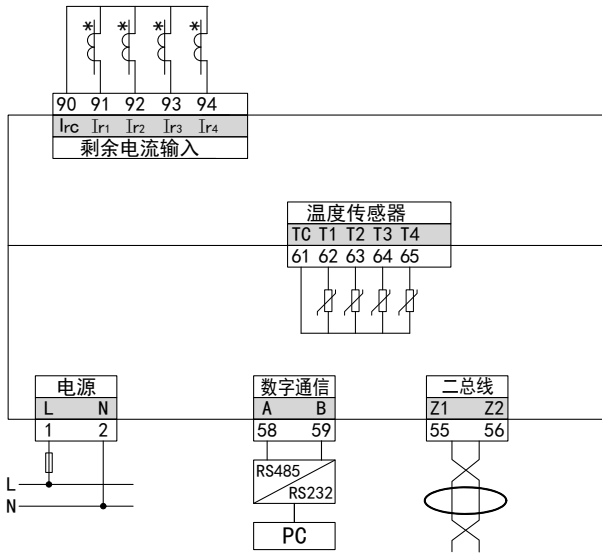 * * * *
90 91 92 93 94
Irc Ir1 Ir2 Ir3 Ir4
剩余电流输入
温度传感器
TC T1 T2 T3 T4
61 62 63 64 65
电源 数字通信 二总线
L N A B Z1 Z2
1 2 58 59 55 56
RS485
RS232
L
N
PC